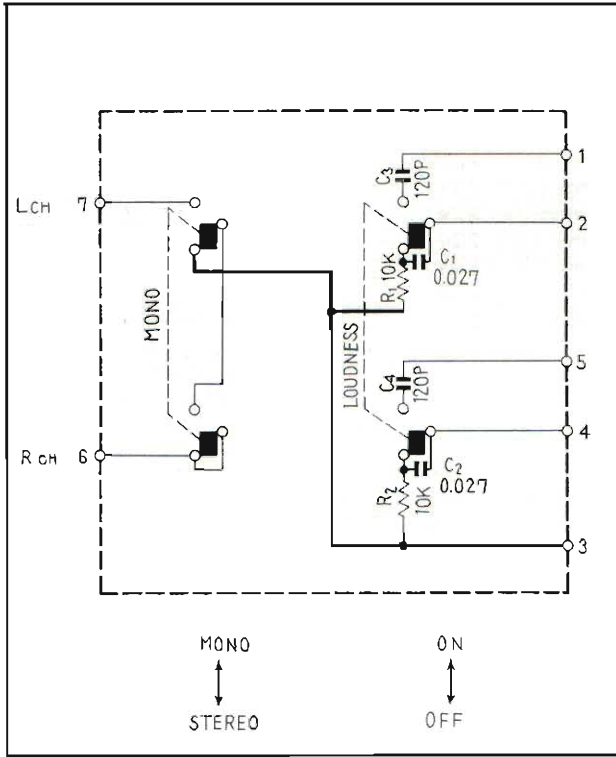 1
C3 120P
LCH 7
2
C1
0.027
R1 10K
MONO
LOUDNESS
5
C4 120P
4
R CH 6
C2
0.027
R2 10K
3
MONO
ON
STEREO
OFF